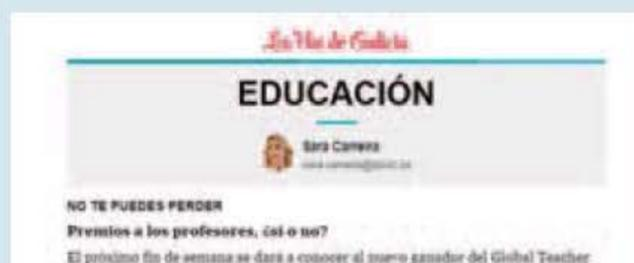 La Voz de Galicia
EDUCACIÓN
Sara Carreira
NO TE PUEDES PERDER
Premios a los profesores, ¿sí o no?
El próximo fin de semana se dará a conocer al nuevo ganador del Global Teacher